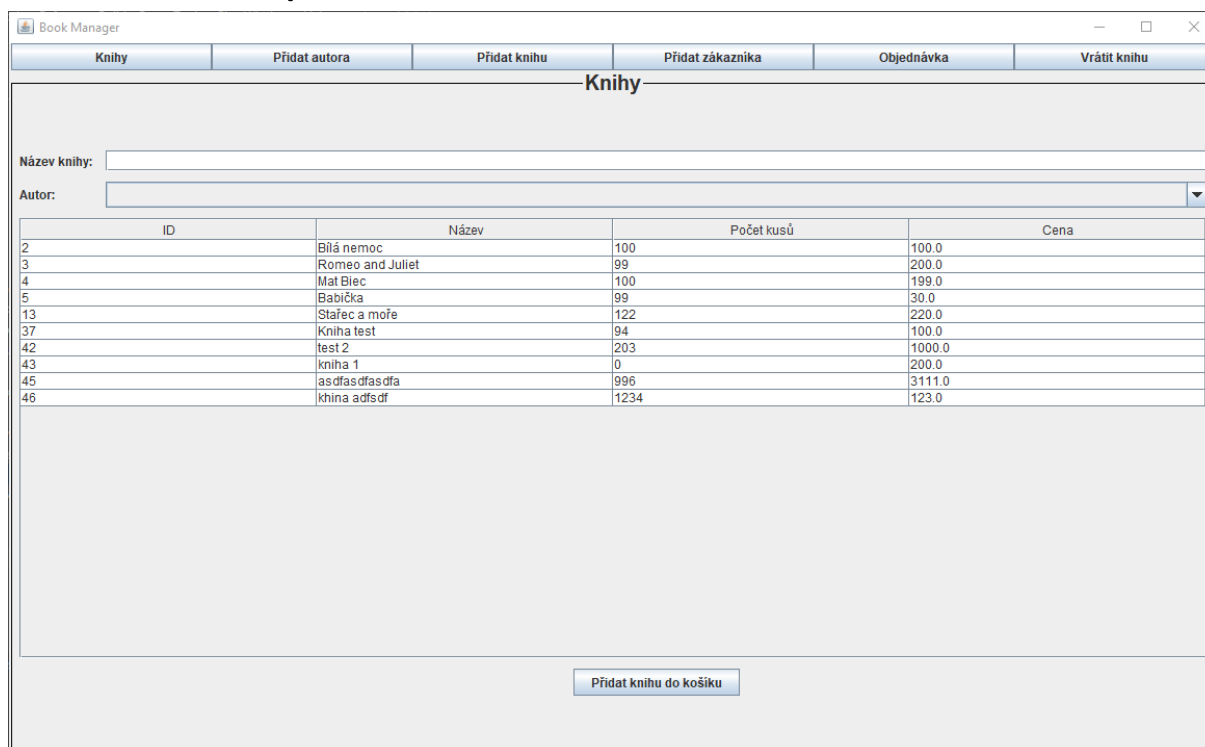 Book Manager
Knihy Přidat autora Přidat knihu Přidat zákazníka Objednávka Vrátit knihu
Knihy
Název knihy:
Autor:
ID Název Počet kusů Cena
2 Bílá nemoc 100 100.0
3 Romeo and Juliet 99 200.0
4 Mat Biec 100 199.0
5 Babička 99 30.0
13 Stařec a moře 122 220.0
37 Kniha test 94 100.0
42 test 2 203 1000.0
43 kniha 1 0 200.0
45 asdfasdfasdfa 996 3111.0
46 khina adfsdf 1234 123.0
Přidat knihu do košíku